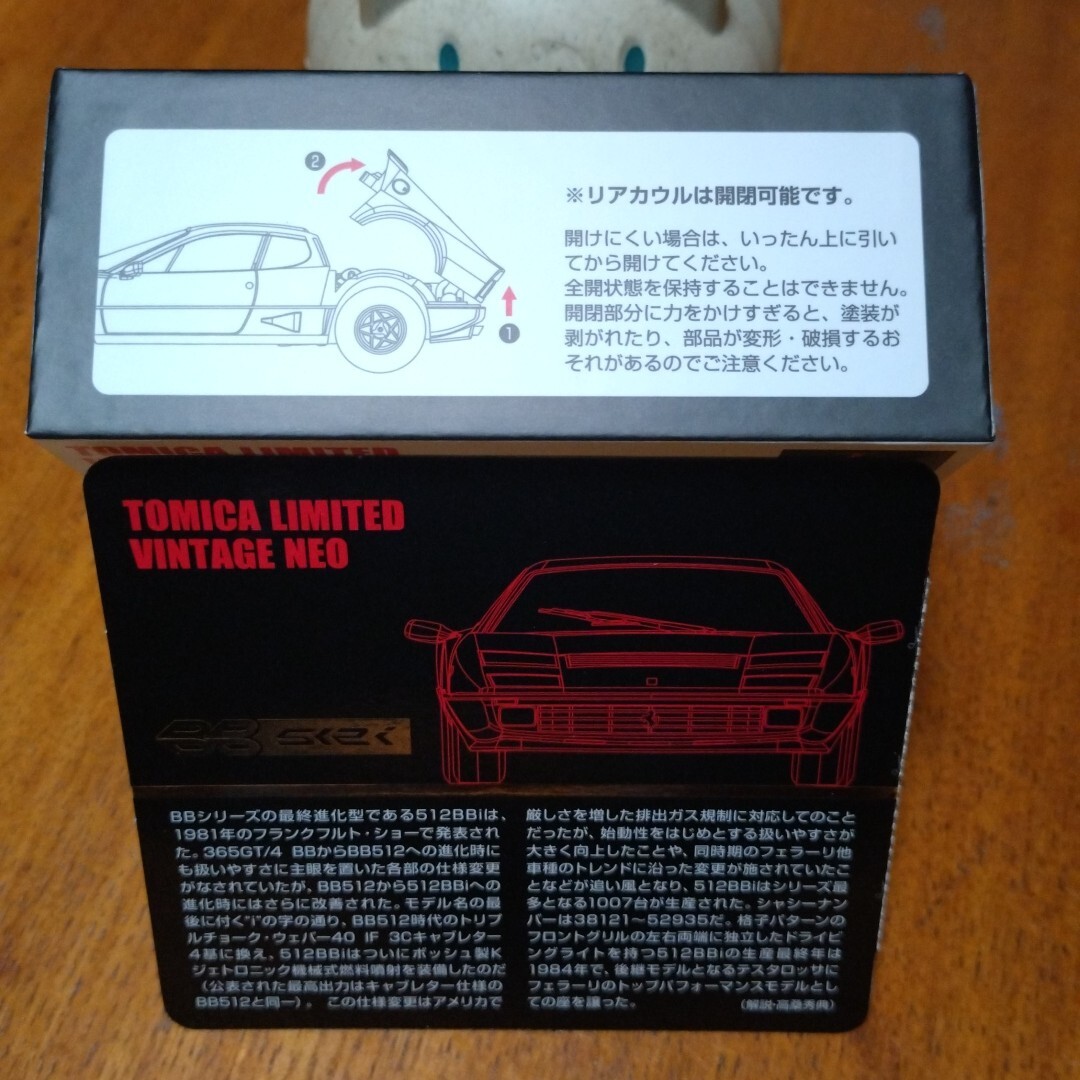 2
※リアカウルは開閉可能です。
開けにくい場合は、いったん上に引い
てから開けてください。
全開状態を保持することはできません。
開閉部分に力をかけすぎると、塗装が
剥がれたり、部品が変形・破損するお
それがあるのでご注意ください。
1
TOMICA LIMITED
TOMICA LIMITED
VINTAGE NEO
BBシリーズの最終進化型である512BBiは、
1981年のフランクフルト・ショーで発表され
た。365GT/4 BBからBB512への進化時に
も扱いやすさに主眼を置いた各部の仕様変更
がなされていたが、BB512から512BBiへの
進化時にはさらに改善された。モデル名の最
後に付く"i"の字の通り、BB512時代のトリプ
ルチョーク・ウェバー40 IF 3Cキャブレター
4基に換え、512BBiはついにボッシュ製K
ジェトロニック機械式燃料噴射を装備したのだ
(公表された最高出力はキャブレター仕様の
BB512と同一)。 この仕様変更はアメリカで
厳しさを増した排出ガス規制に対応してのこと
だったが、始動性をはじめとする扱いやすさが
大きく向上したことや、同時期のフェラーリ他
車種のトレンドに沿った変更が施されていたこ
となどが追い風となり、512BBiはシリーズ最
多となる1007台が生産された。シャシーナン
バーは38121〜52935だ。格子パターンの
フロントグリルの左右両端に独立したドライビ
ングライトを持つ512BBiの生産最終年は
1984年で、後継モデルとなるテスタロッサに
フェラーリのトップパフォーマンスモデルとし
ての座を譲った。 (解説・高桑秀典)